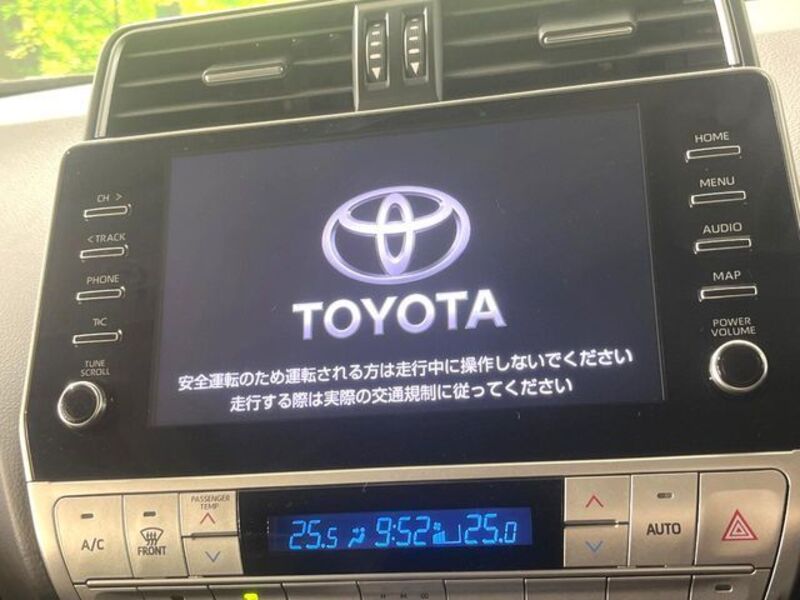 CH >
<TRACK
PHONE
T&C
TUNE
SCROLL
HOME
MENU
AUDIO
MAP
POWER
VOLUME
TOYOTA
安全運転のため運転される方は走行中に操作しないでください
走行する際は実際の交通規制に従ってください
A/C
FRONT
PASSENGER
TEMP
25.5 9:52 25.0
AUTO